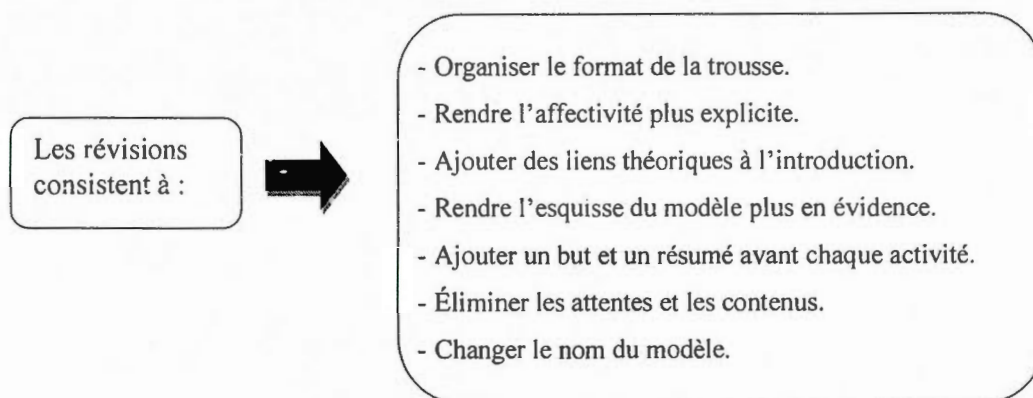 Les révisions
consistent à :
- Organiser le format de la trousse.
- Rendre l'affectivité plus explicite.
- Ajouter des liens théoriques à l'introduction.
- Rendre l'esquisse du modèle plus en évidence.
- Ajouter un but et un résumé avant chaque activité.
- Éliminer les attentes et les contenus.
- Changer le nom du modèle.